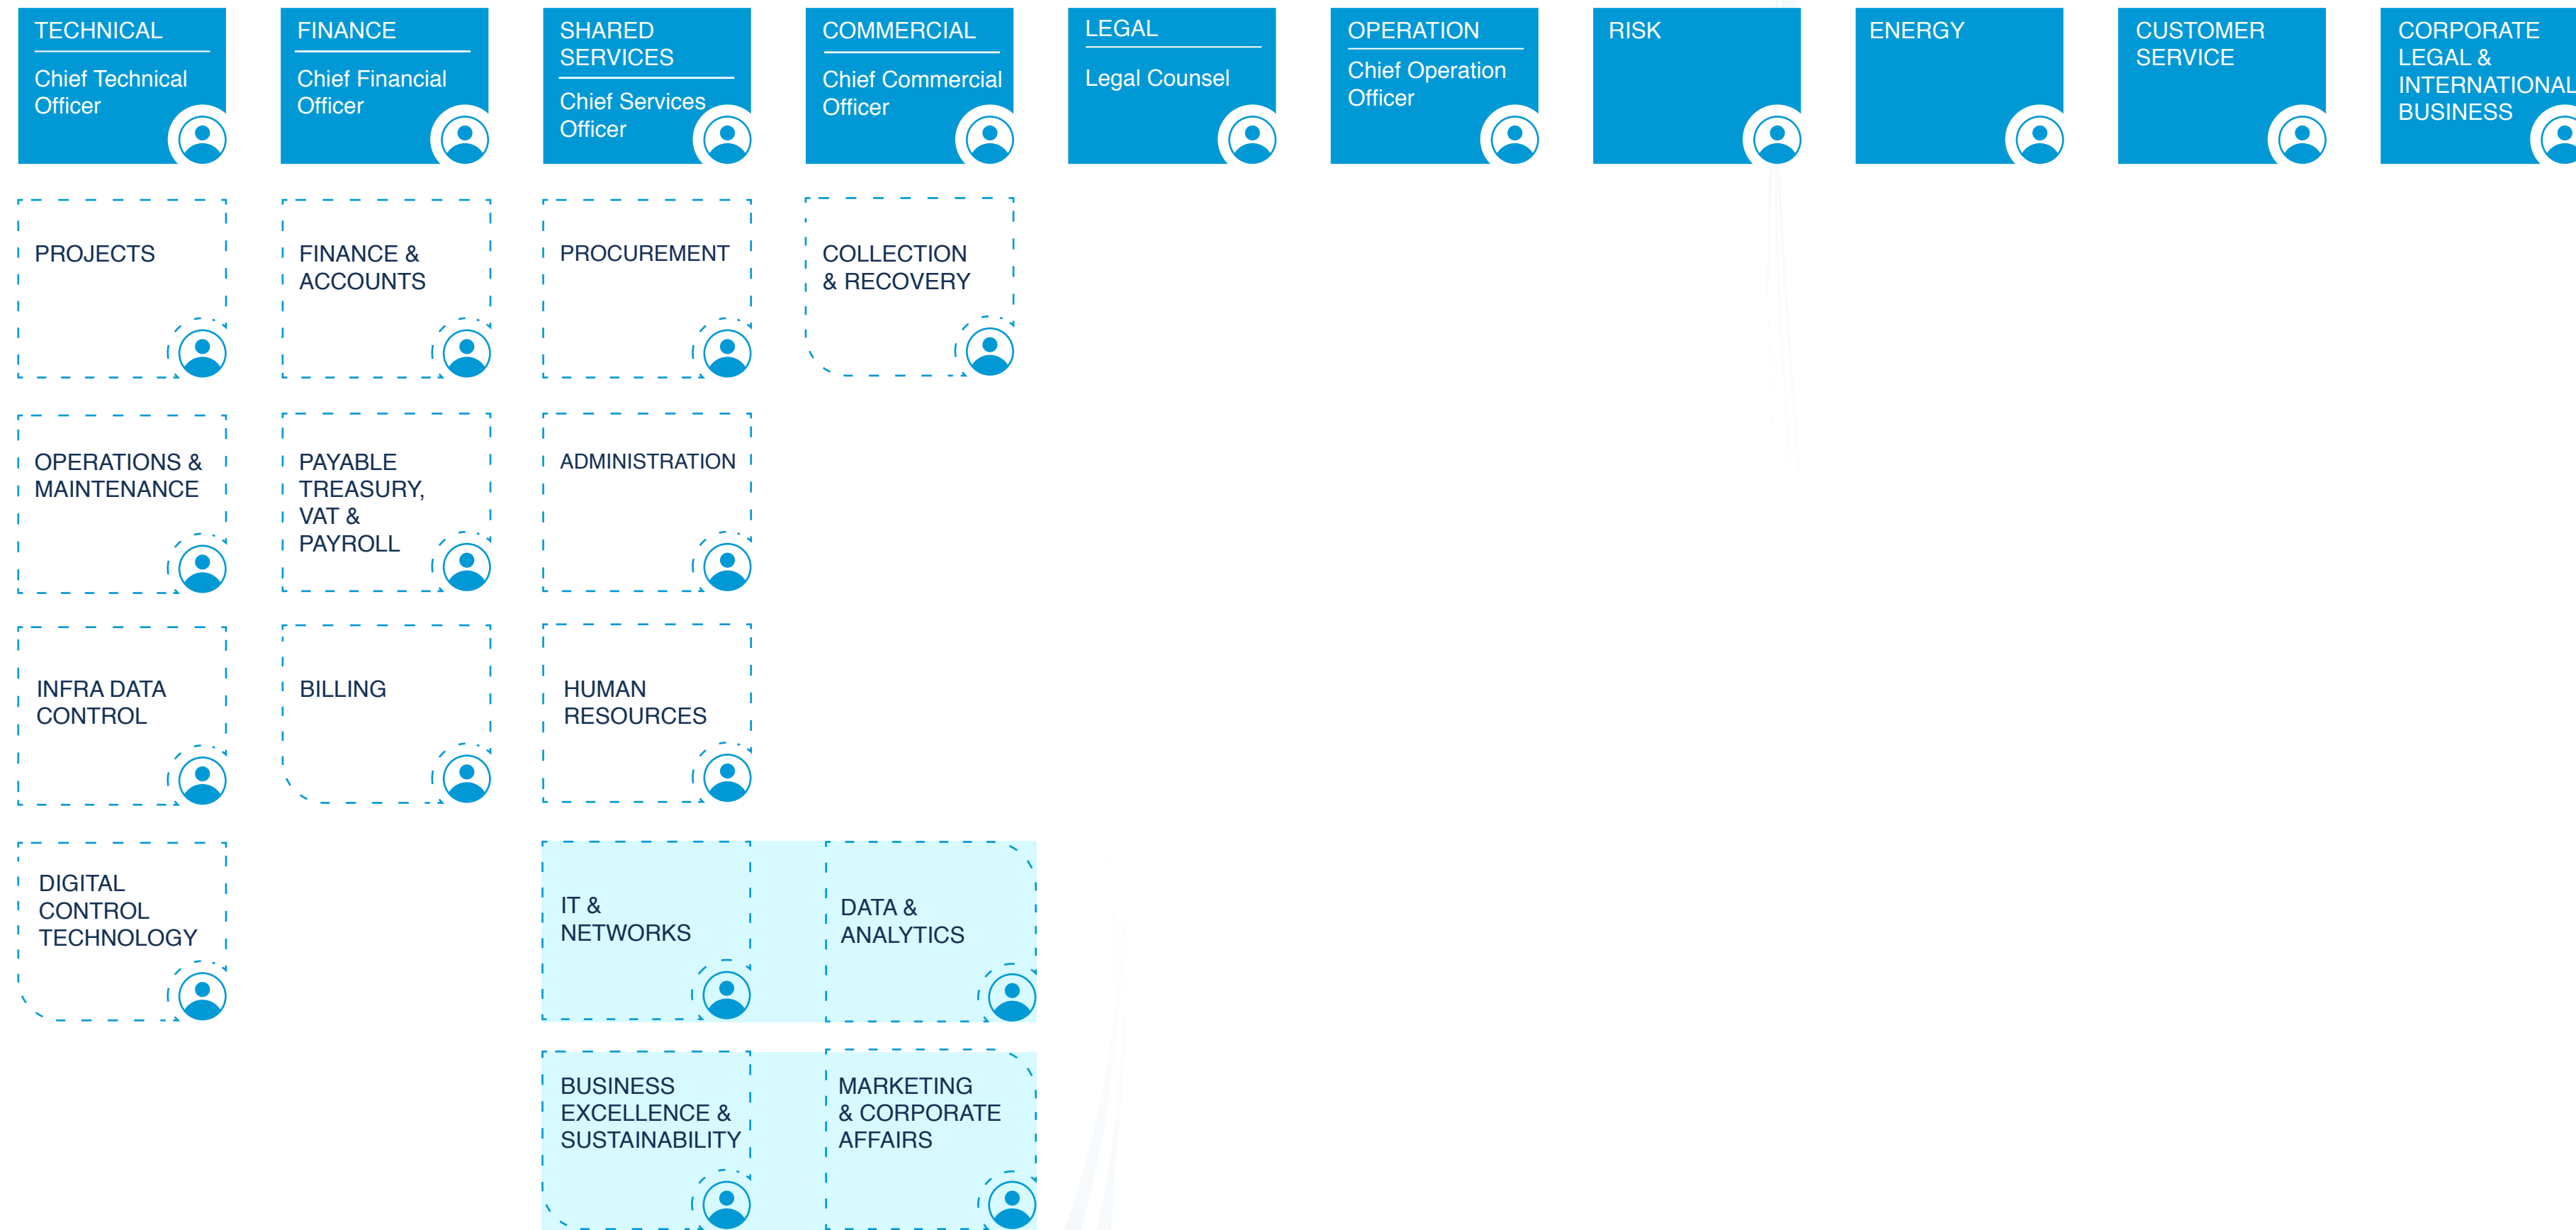 TECHNICAL
Chief Technical
Officer
FINANCE
Chief Financial
Officer
SHARED
SERVICES
Chief Services
Officer
COMMERCIAL
Chief Commercial
Officer
LEGAL
Legal Counsel
OPERATION
Chief Operation
Officer
RISK
ENERGY
CUSTOMER
SERVICE
CORPORATE
LEGAL &
INTERNATIONAL
BUSINESS
PROJECTS
FINANCE &
ACCOUNTS
PROCUREMENT
COLLECTION
& RECOVERY
OPERATIONS &
MAINTENANCE
PAYABLE
TREASURY,
VAT &
PAYROLL
ADMINISTRATION
INFRA DATA
CONTROL
BILLING
HUMAN
RESOURCES
DIGITAL
CONTROL
TECHNOLOGY
IT &
NETWORKS
DATA &
ANALYTICS
BUSINESS
EXCELLENCE &
SUSTAINABILITY
MARKETING
& CORPORATE
AFFAIRS